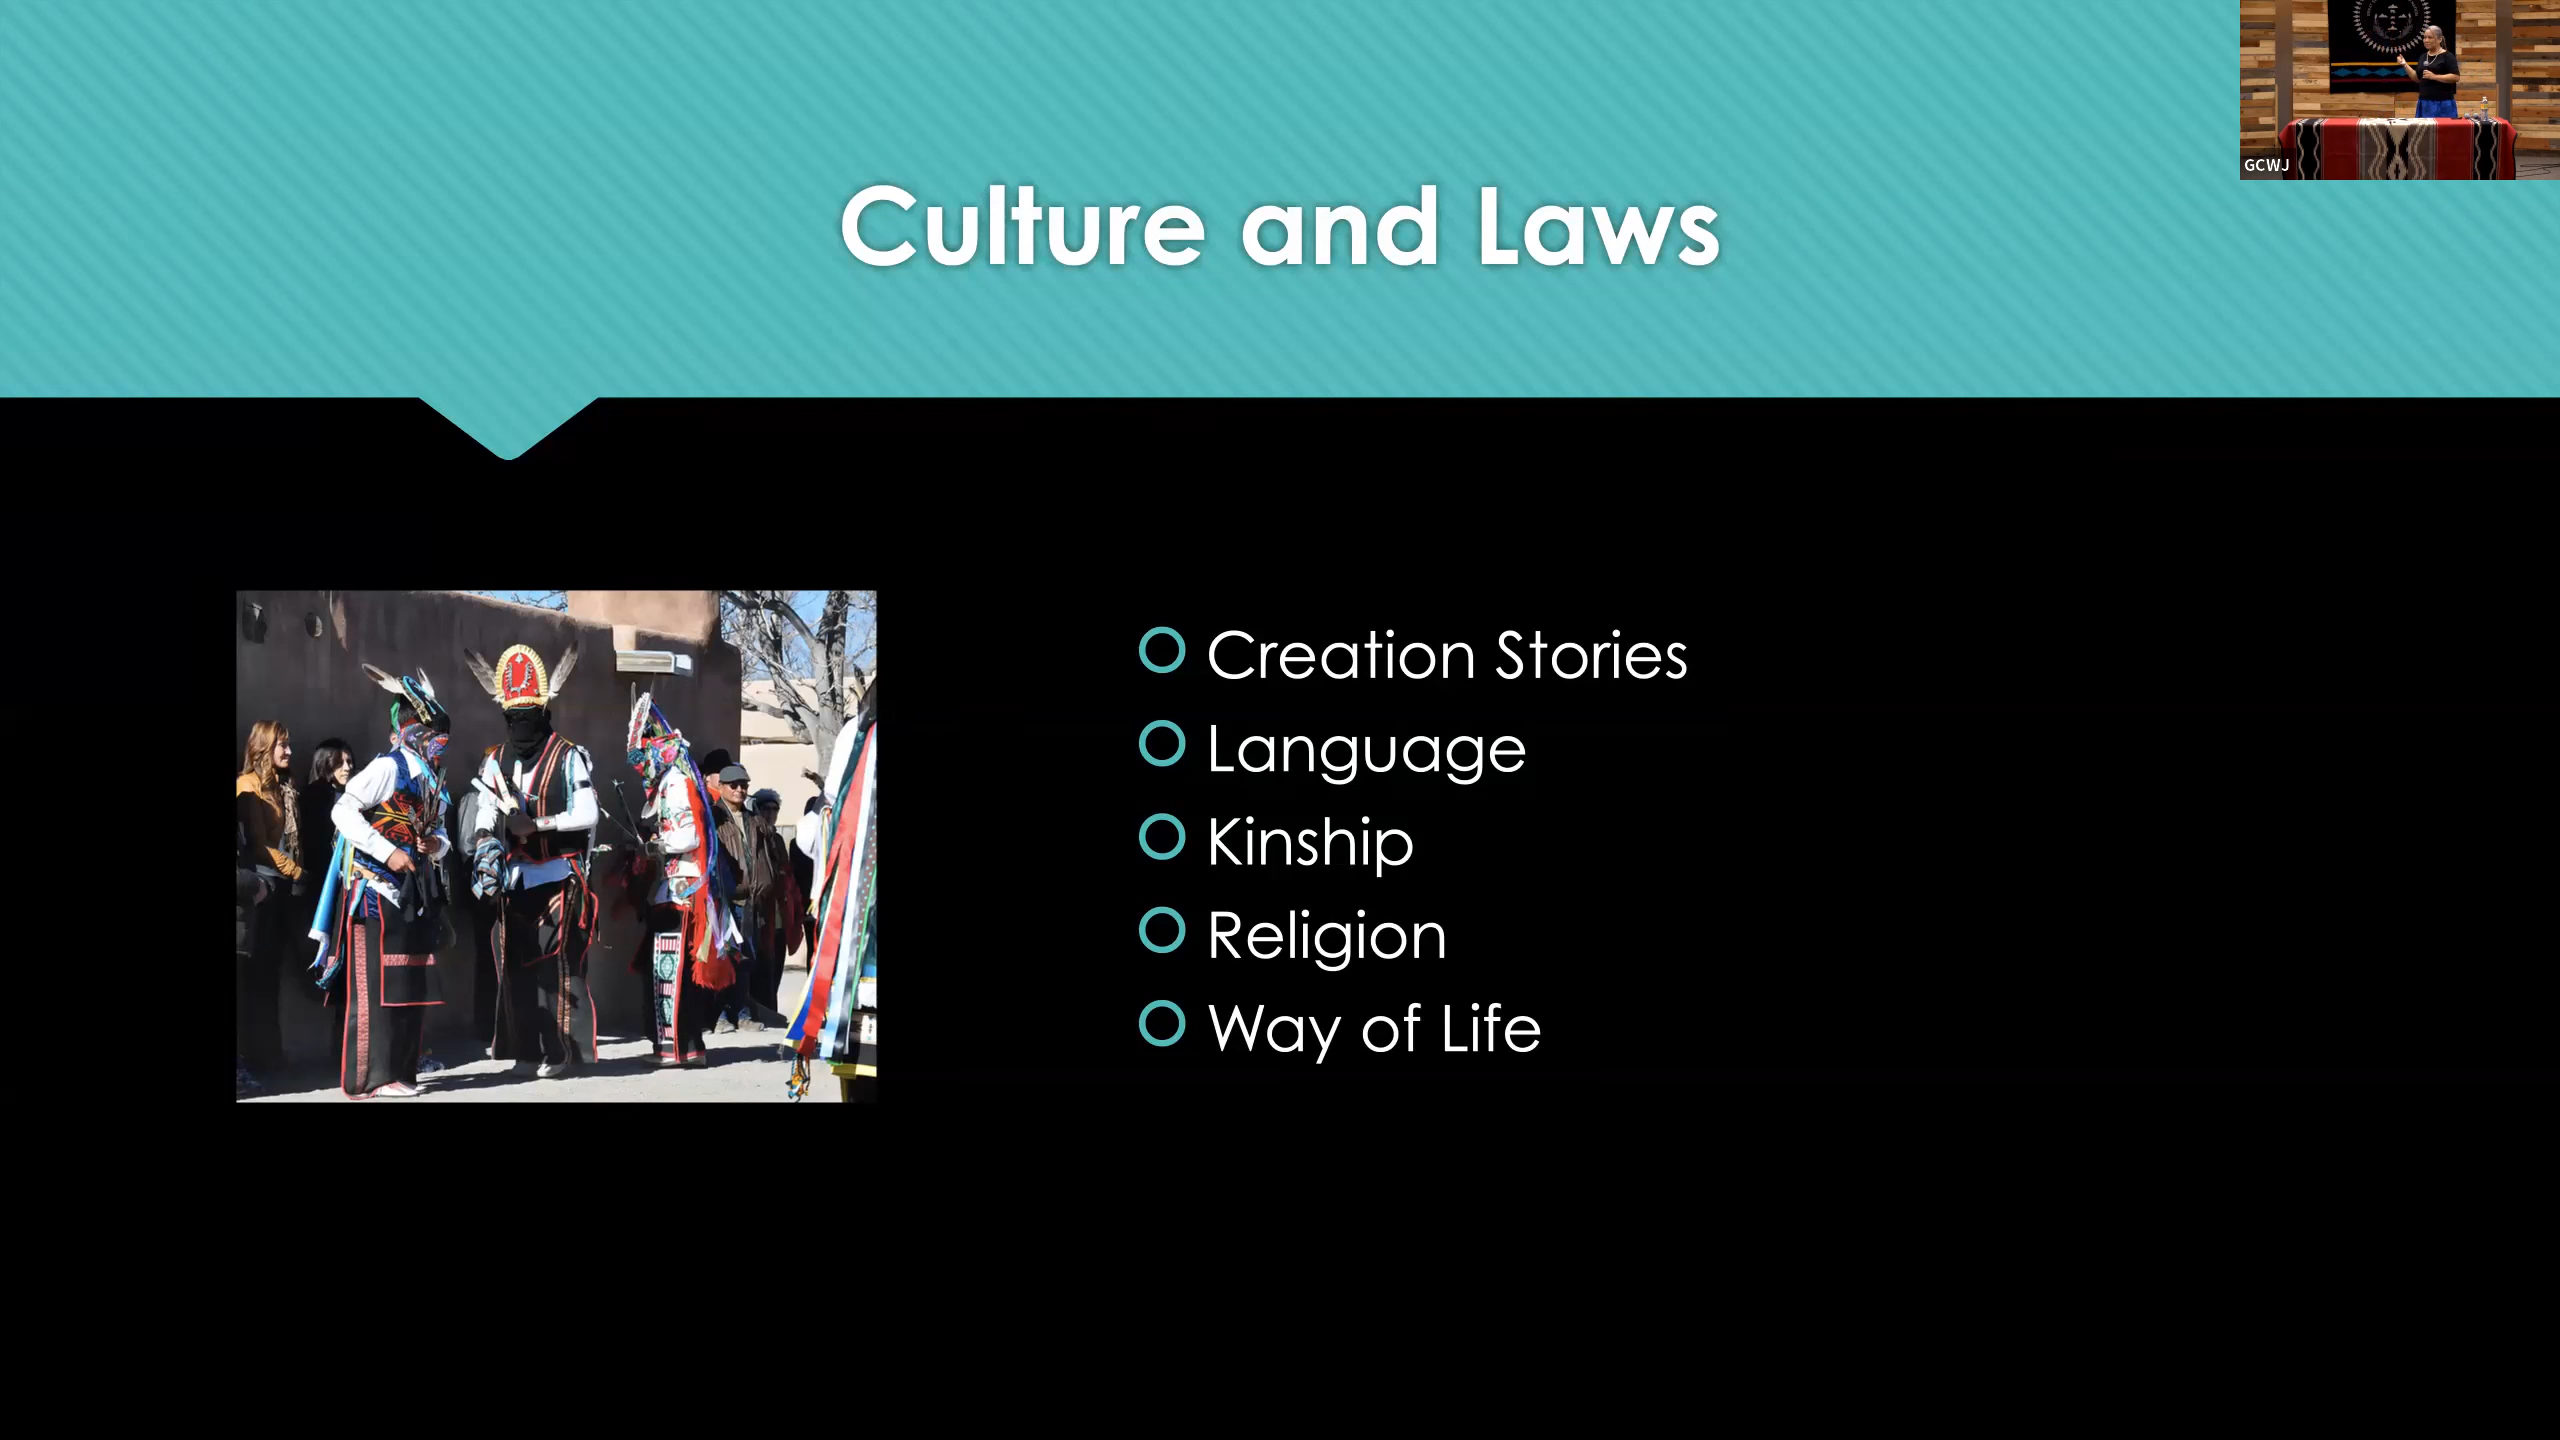 GCWJ
Culture and Laws
Creation Stories
Language
Kinship
Religion
Way of Life